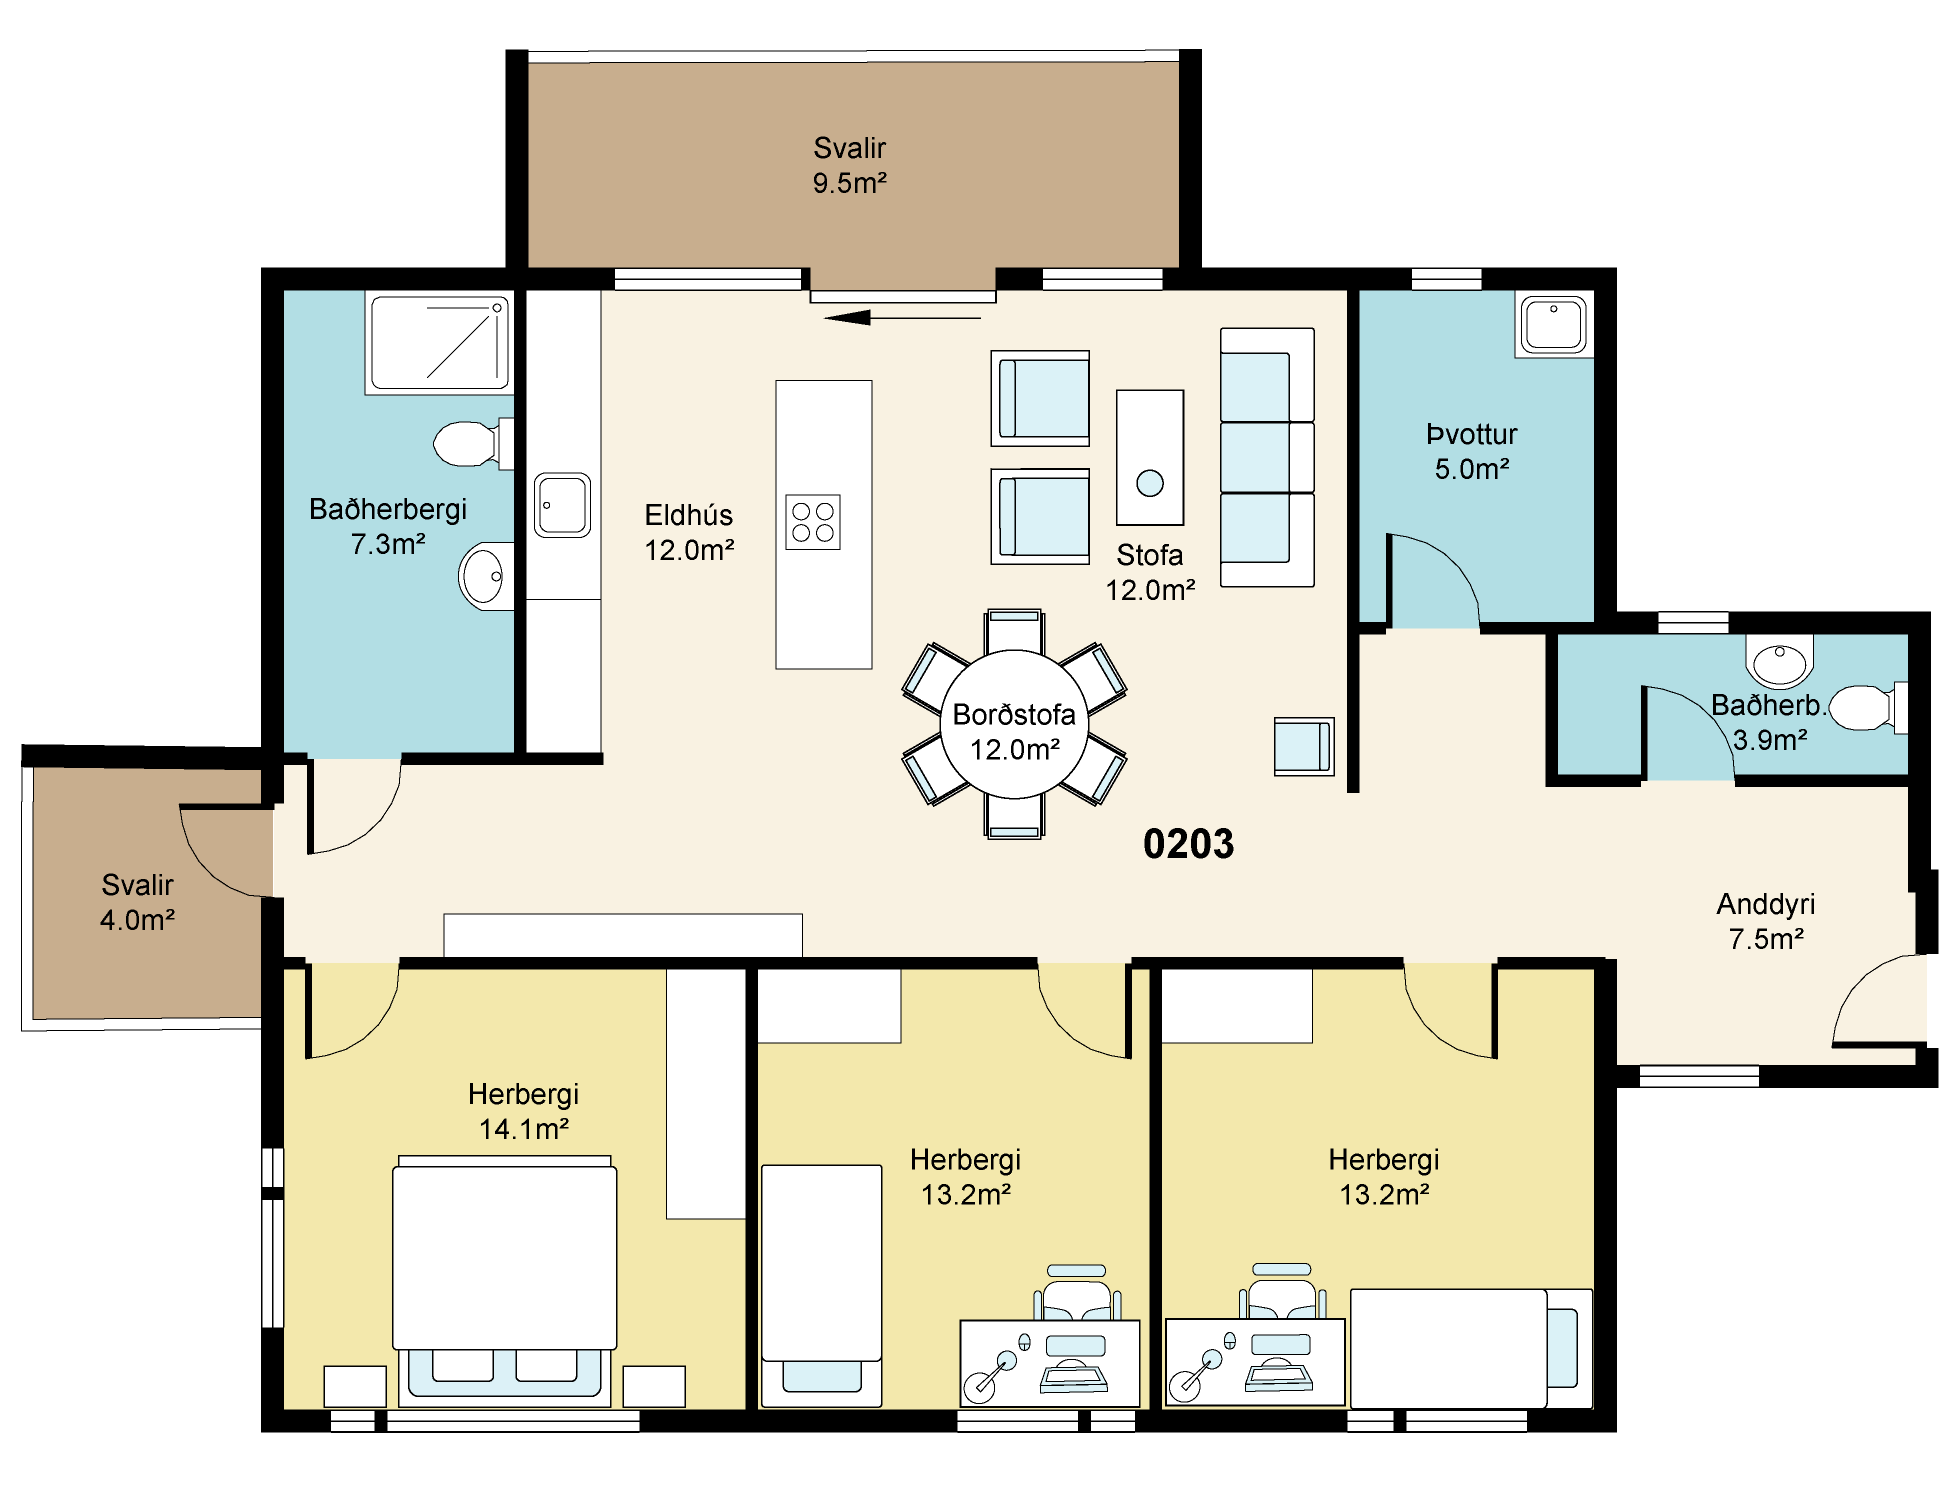 Svalir
9.5m²
Þvottur
5.0m²
Baðherbergi
7.3m²
Eldhús
12.0m²
Stofa
12.0m²
Borðstofa
12.0m²
Baðherb.
3.9m²
0203
Svalir
4.0m²
Anddyri
7.5m²
Herbergi
14.1m²
Herbergi
13.2m²
Herbergi
13.2m²